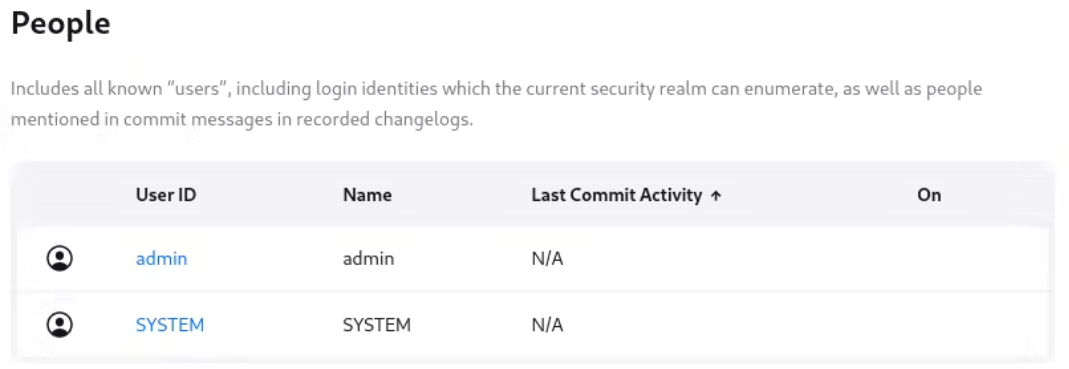 People
Includes all known “users”, including login identities which the current security realm can enumerate, as well as people
mentioned in commit messages in recorded changelogs.
User ID Name Last Commit Activity ↑ On
admin admin N/A
SYSTEM SYSTEM N/A